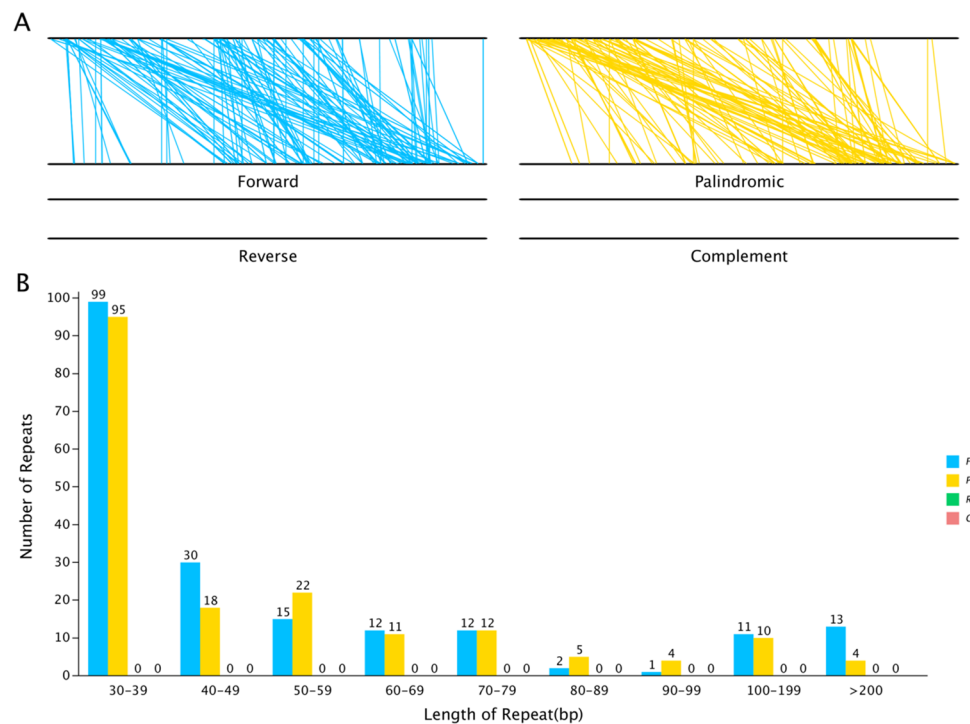 A
Forward
Palindromic
Reverse
Complement
B
Number of Repeats
100
90
80
70
60
50
40
30
20
10
0
99 95 0 0
30 18 0 0
15 22 0 0
12 11 0 0
12 12 0 0
2 5 0 0
1 4 0 0
11 10 0 0
13 4 0 0
30-39 40-49 50-59 60-69 70-79 80-89 90-99 100-199 >200
Length of Repeat(bp)
F
P
R
C